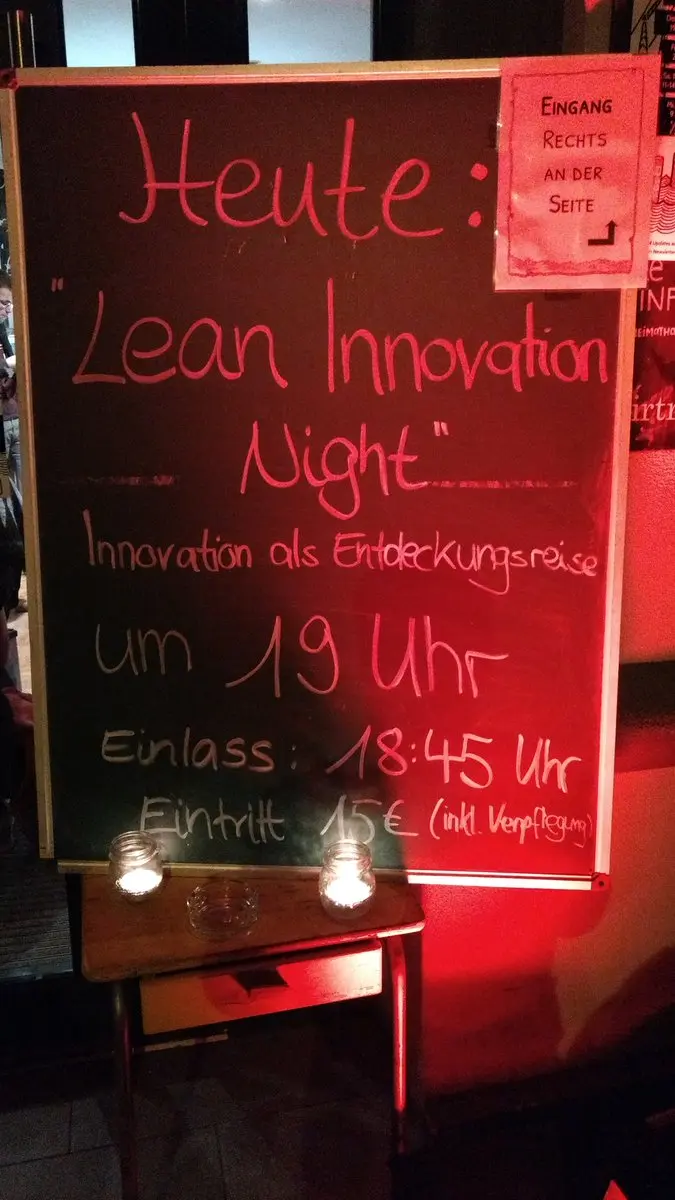 Heute:
"Lean Innovation
Night"
Innovation als Entdeckungsreise
um 19 Uhr
Einlass: 18:45 Uhr
Eintritt 15€ (inkl. Verpflegung)
EINGANG
RECHTS
AN DER
SEITE
INF